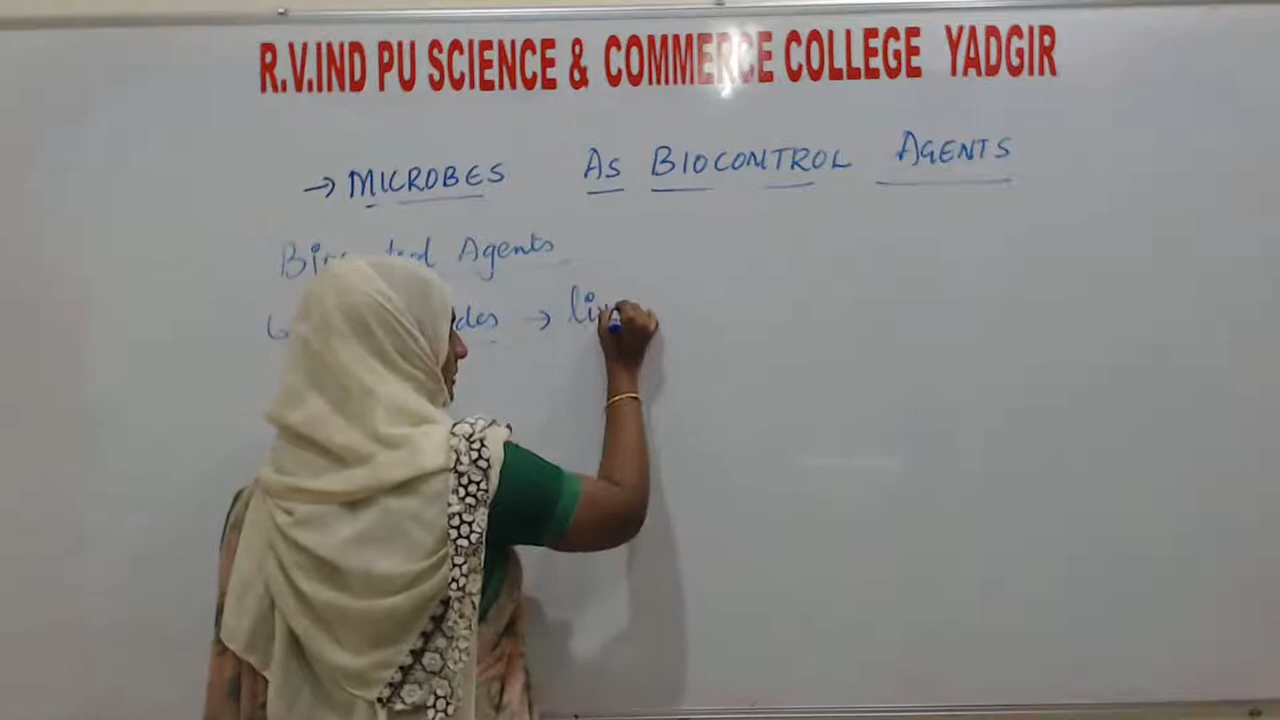 R.V.IND PU SCIENCE & COMMERCE COLLEGE YADGIR
→ MICROBES As BIOCONTROL AGENTS
Agents
→